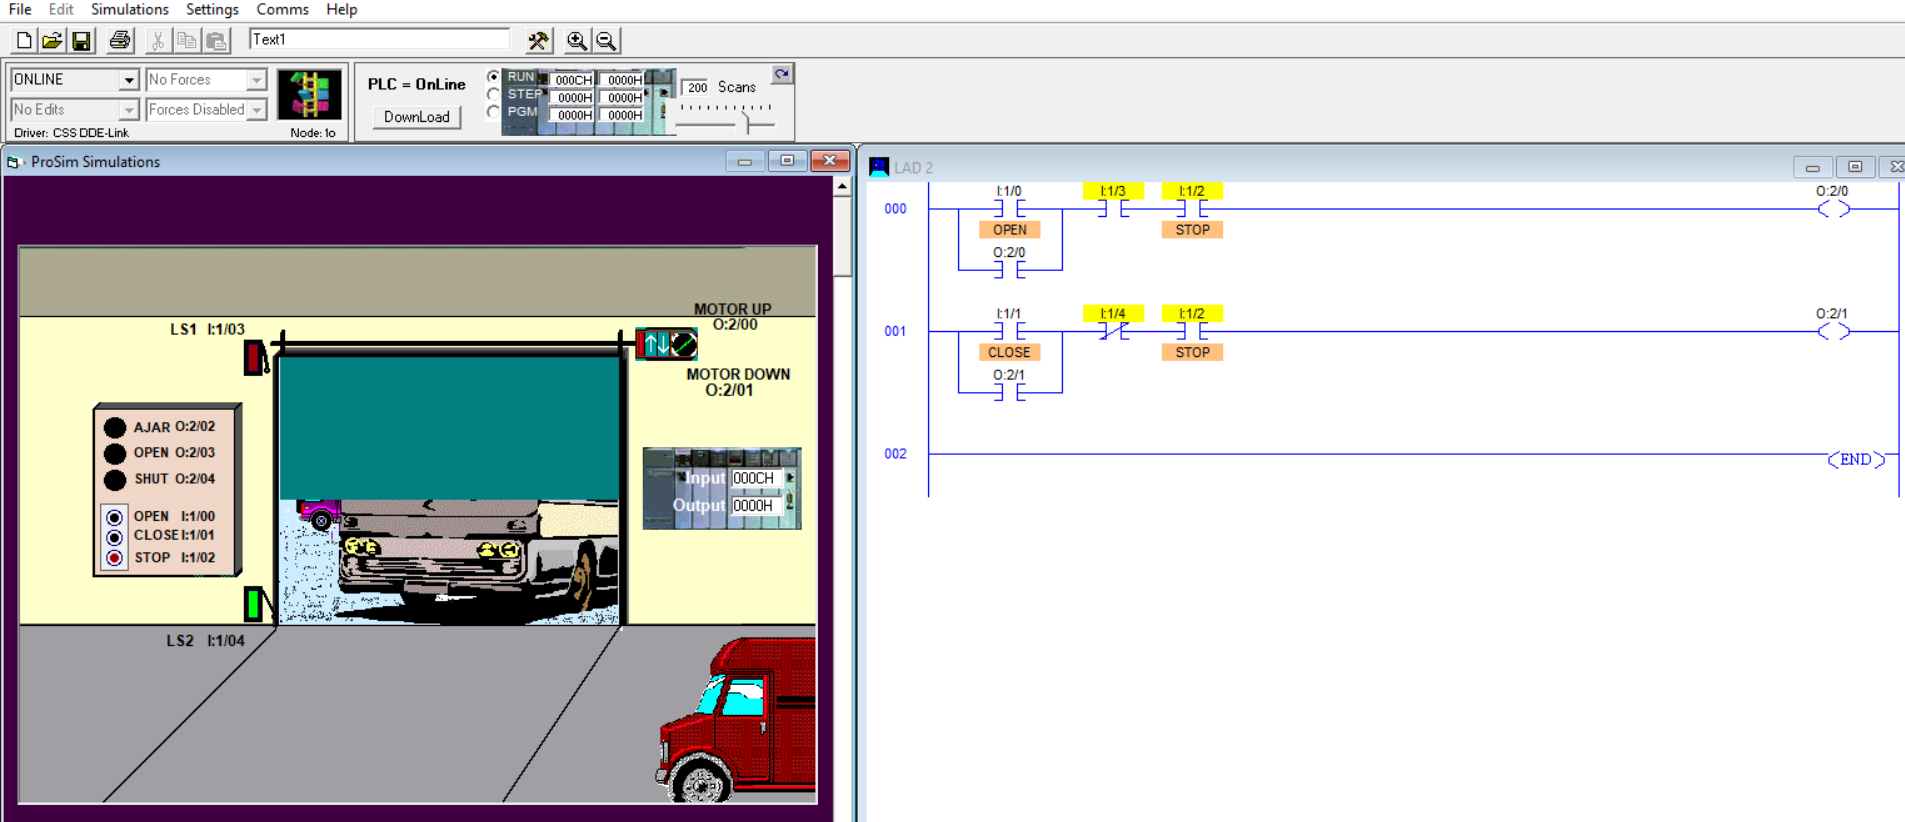 File Edit Simulations Settings Comms Help
Text1
ONLINE No Forces
No Edits Forces Disabled
Driver: CSS DDE-Link Node: 1o
PLC = OnLine
DownLoad
RUN 000CH 0000H
STEP 0000H 0000H
PGM 0000H 0000H
200 Scans
ProSim Simulations
LS1 I:1/03
MOTOR UP
O:2/00
MOTOR DOWN
O:2/01
AJAR O:2/02
OPEN O:2/03
SHUT O:2/04
OPEN I:1/00
CLOSE I:1/01
STOP I:1/02
Input 000CH
Output 0000H
LS2 I:1/04
LAD 2
I:1/0 I:1/3 I:1/2 O:2/0
000
OPEN STOP
O:2/0
I:1/1 I:1/4 I:1/2 O:2/1
001
CLOSE STOP
O:2/1
002 END